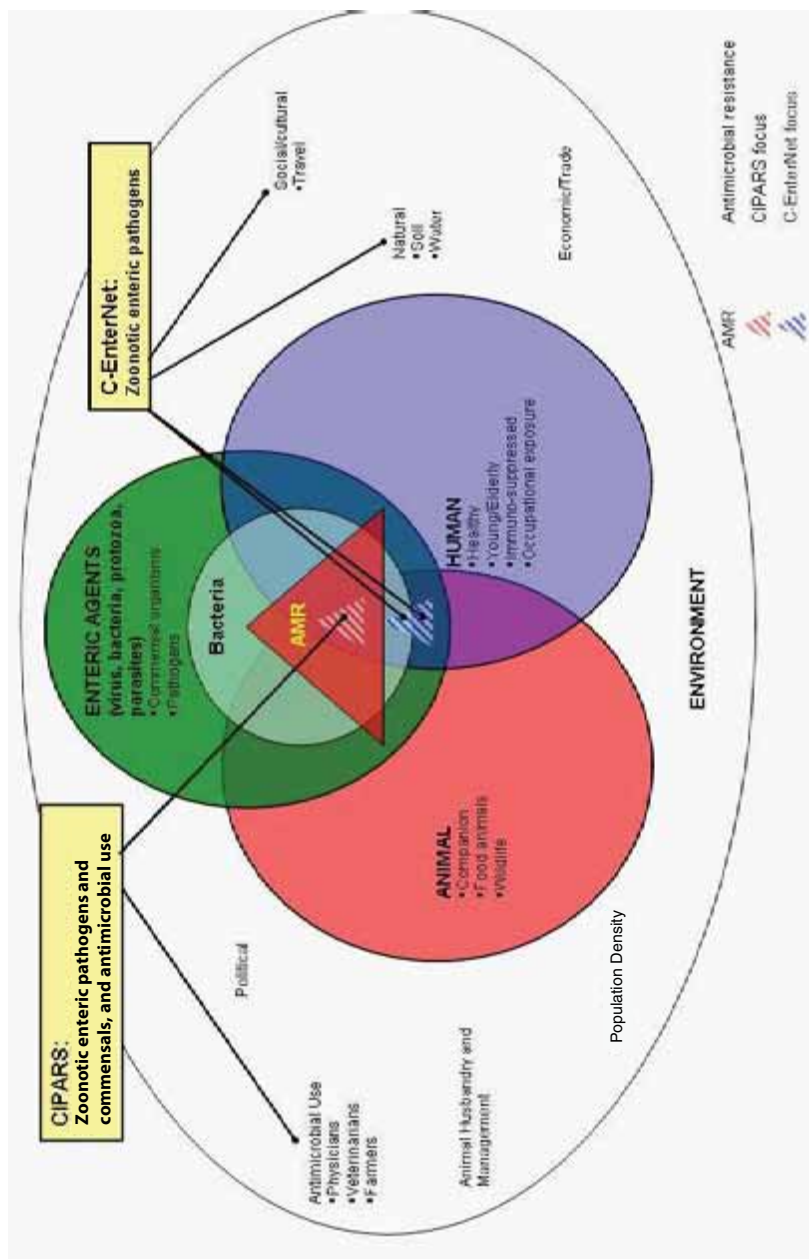 CIPARS:
Zoonotic enteric pathogens and
commensals, and antimicrobial use
C-EnterNet:
Zoonotic enteric pathogens
ENTERIC AGENTS
(virus, bacteria, protozoa,
parasites)
•Commensal organisms
•Pathogens
Bacteria
AMR
Antimicrobial Use
•Physicians
•Veterinarians
•Farmers
Political
Social/cultural
•Travel
Natural
•Soil
•Water
Economic/Trade
Animal Husbandry and
Management
ANIMAL
•Companion
•Food animals
•Wildlife
HUMAN
•Healthy
•Young/Elderly
•Immuno-suppressed
•Occupational exposure
Population Density
ENVIRONMENT
AMR Antimicrobial resistance
CIPARS focus
C-EnterNet focus